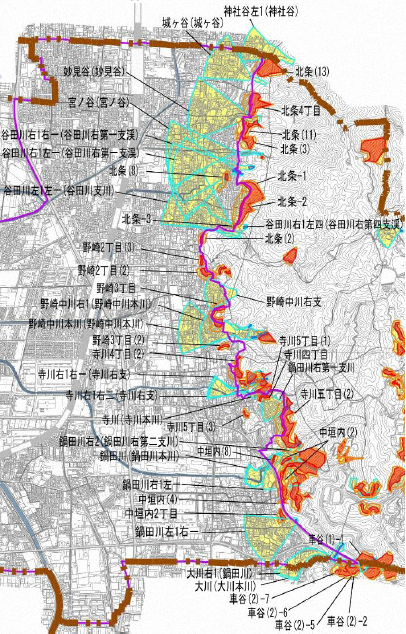 神社谷左1(神社谷)
城ヶ谷(城ヶ谷)
妙見谷(妙見谷)
北条(13)
宮ノ谷(宮ノ谷)
北条4丁目
谷田川右1右一(谷田川右第一支渓)
北条(11)
北条(3)
谷田川右1左一(谷田川右第一支渓)
北条(8)
北条-1
谷田川左1左一(谷田川支川)
北条-2
北条-3
谷田川右1左四(谷田川右第四支渓)
北条(2)
野崎2丁目(3)
野崎2丁目(2)
野崎3丁目
野崎中川右1(野崎中川本川)
野崎中川右支
野崎中川本川(野崎中川本川)
野崎3丁目(2)
寺川5丁目(1)
寺川4丁目(2)
寺川四丁目
鍋田川右第一支川
寺川右1右一(寺川右支)
寺川右1右二(寺川右支)
寺川五丁目(2)
寺川(寺川本川)
寺川5丁目(3)
中垣内(2)
鍋田川右2(鍋田川右第二支川)
中垣内(8)
鍋田川(鍋田川本川)
鍋田川右1左一
中垣内(4)
中垣内2丁目
鍋田川左1右一
車谷(1)-1
大川右1(鍋田川)
大川(大川本川)
車谷(2)-7
車谷(2)-6
車谷(2)-5
車谷(2)-2